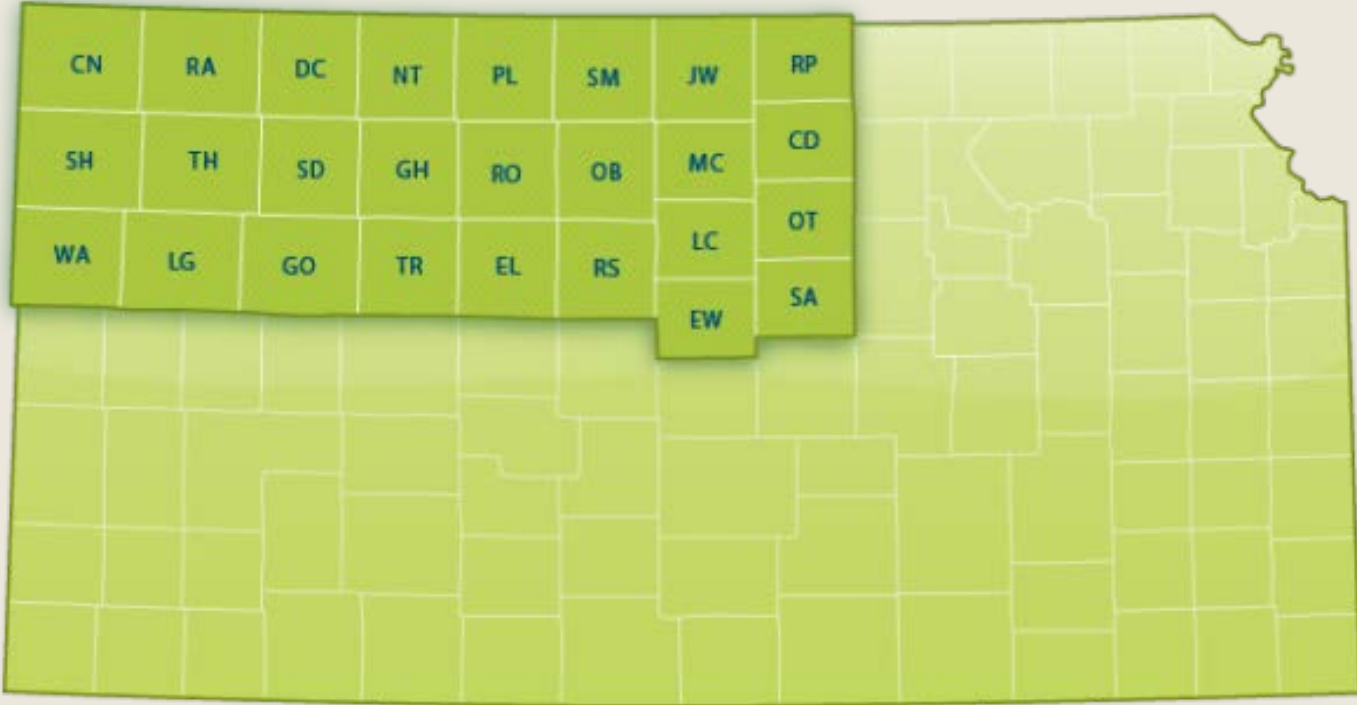 CN RA DC NT PL SM JW RP
SH TH SD GH RO OB MC CD
WA LG GO TR EL RS LC OT
EW SA